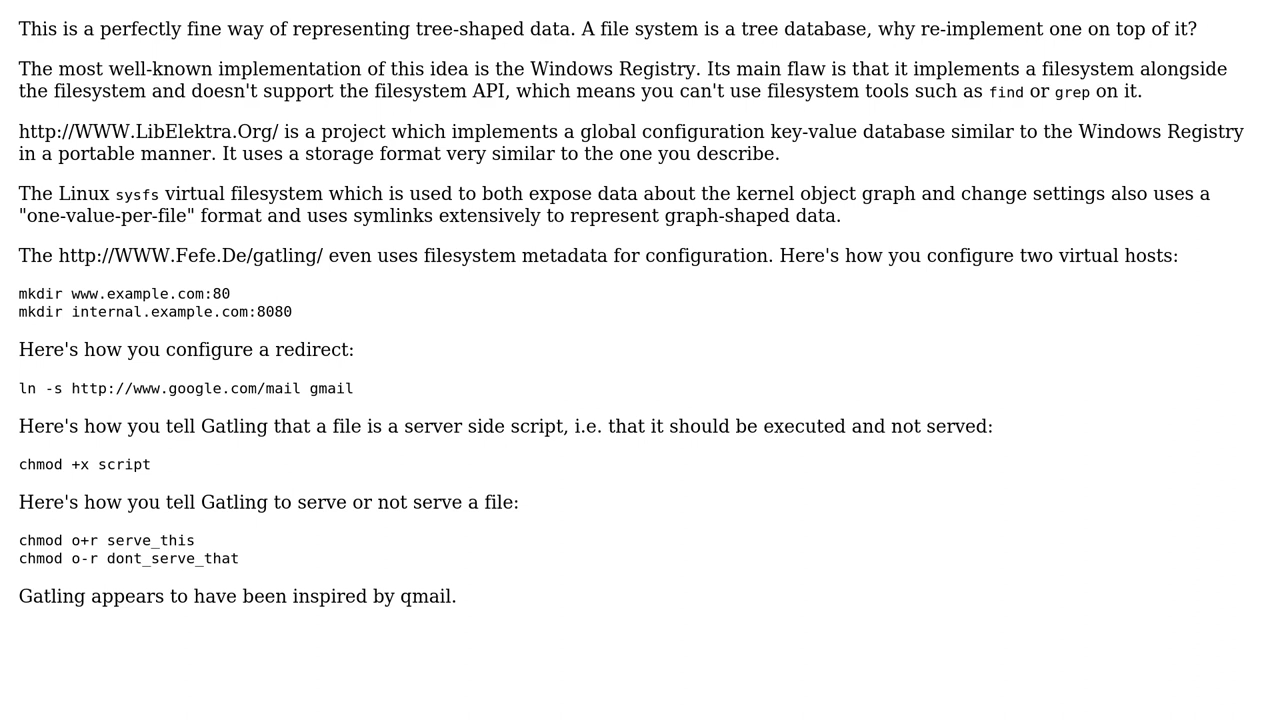 This is a perfectly fine way of representing tree-shaped data. A file system is a tree database, why re-implement one on top of it?
The most well-known implementation of this idea is the Windows Registry. Its main flaw is that it implements a filesystem alongside
the filesystem and doesn't support the filesystem API, which means you can't use filesystem tools such as find or grep on it.
http://WWW.LibElektra.Org/ is a project which implements a global configuration key-value database similar to the Windows Registry
in a portable manner. It uses a storage format very similar to the one you describe.
The Linux sysfs virtual filesystem which is used to both expose data about the kernel object graph and change settings also uses a
"one-value-per-file" format and uses symlinks extensively to represent graph-shaped data.
The http://WWW.Fefe.De/gatling/ even uses filesystem metadata for configuration. Here's how you configure two virtual hosts:
mkdir www.example.com:80
mkdir internal.example.com:8080
Here's how you configure a redirect:
ln -s http://www.google.com/mail gmail
Here's how you tell Gatling that a file is a server side script, i.e. that it should be executed and not served:
chmod +x script
Here's how you tell Gatling to serve or not serve a file:
chmod o+r serve_this
chmod o-r dont_serve_that
Gatling appears to have been inspired by qmail.